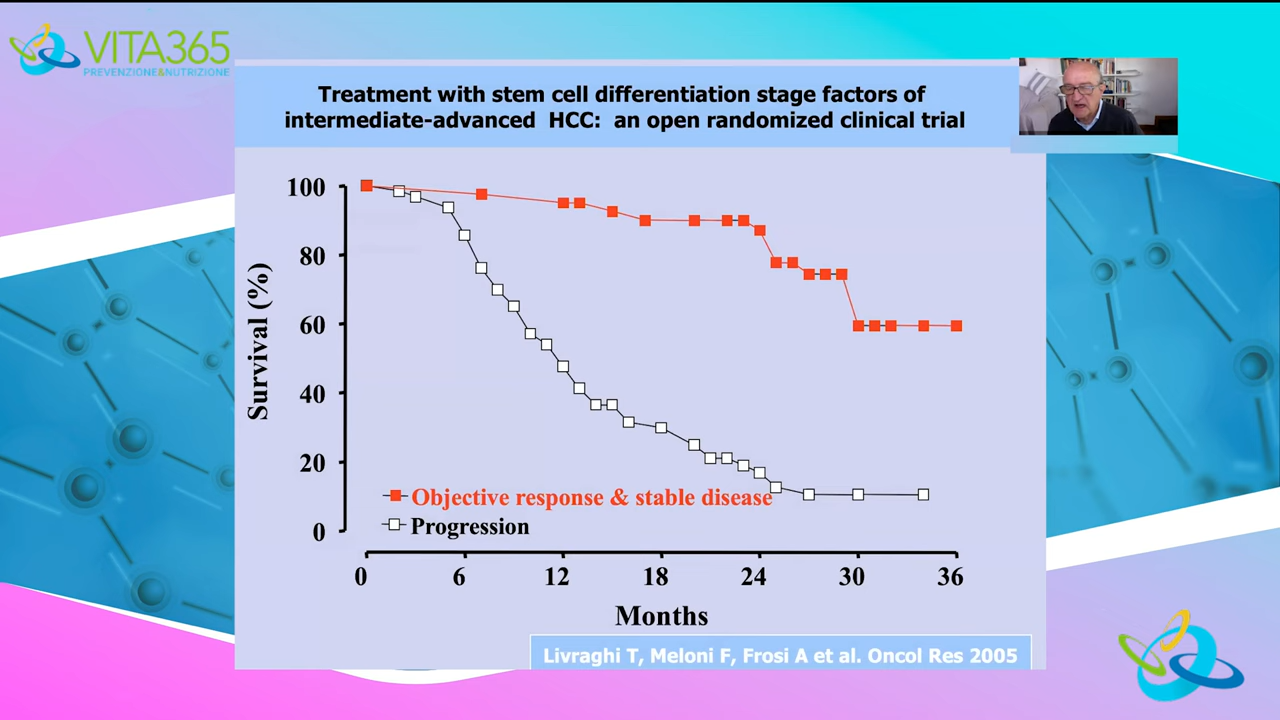 VITA365
PREVENZIONE&NUTRIZIONE
Treatment with stem cell differentiation stage factors of
intermediate-advanced HCC: an open randomized clinical trial
100
80
60
40
20
0
Survival (%)
Objective response & stable disease
Progression
0 6 12 18 24 30 36
Months
Livraghi T, Meloni F, Frosi A et al. Oncol Res 2005